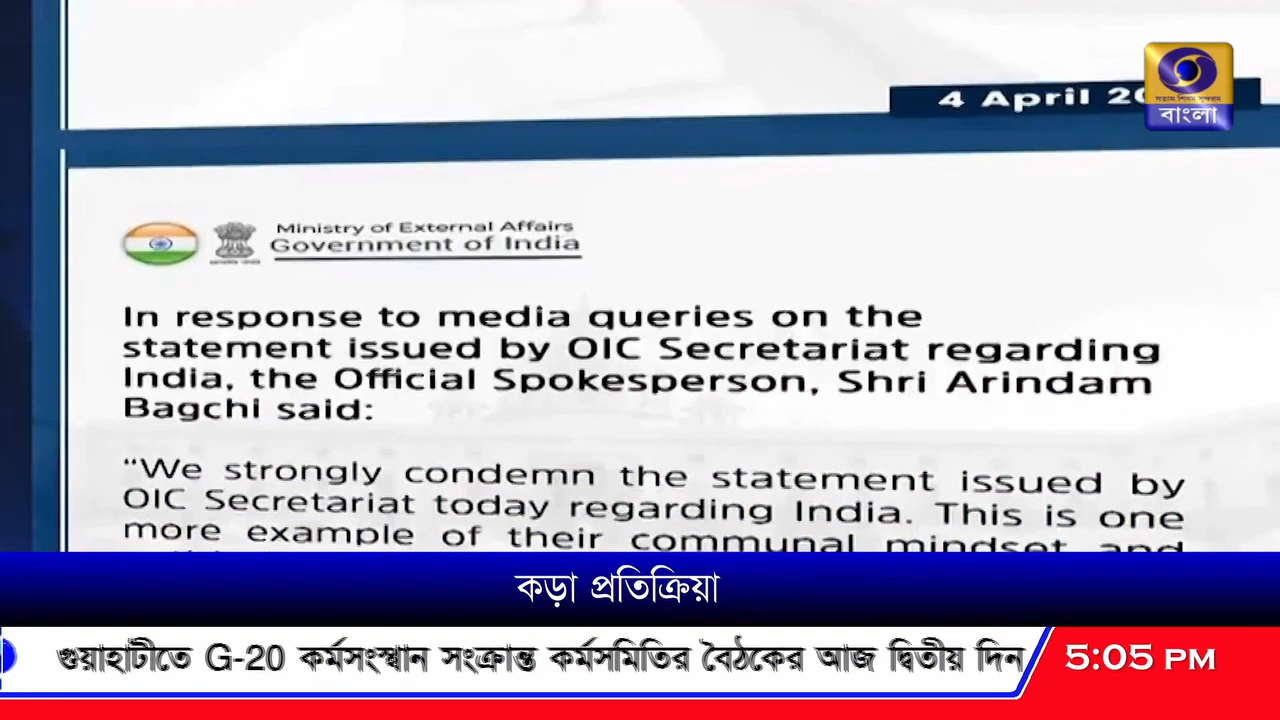 4 April
সত্যম শিবম সুন্দরম
বাংলা
Ministry of External Affairs
Government of India
In response to media queries on the
statement issued by OIC Secretariat regarding
India, the Official Spokesperson, Shri Arindam
Bagchi said:
“We strongly condemn the statement issued by
OIC Secretariat today regarding India. This is one
more example of their communal mindset and
কড়া প্রতিক্রিয়া
গুয়াহাটীতে G-20 কর্মসংস্থান সংক্রান্ত কর্মসমিতির বৈঠকের আজ দ্বিতীয় দিন
5:05 PM